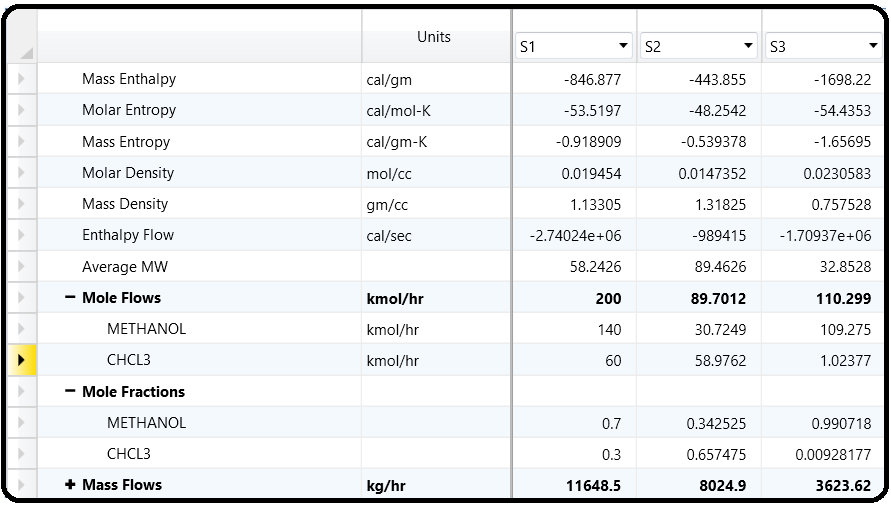 Units S1 S2 S3
Mass Enthalpy cal/gm -846.877 -443.855 -1698.22
Molar Entropy cal/mol-K -53.5197 -48.2542 -54.4353
Mass Entropy cal/gm-K -0.918909 -0.539378 -1.65695
Molar Density mol/cc 0.019454 0.0147352 0.0230583
Mass Density gm/cc 1.13305 1.31825 0.757528
Enthalpy Flow cal/sec -2.74024e+06 -989415 -1.70937e+06
Average MW 58.2426 89.4626 32.8528
− Mole Flows kmol/hr 200 89.7012 110.299
METHANOL kmol/hr 140 30.7249 109.275
CHCL3 kmol/hr 60 58.9762 1.02377
− Mole Fractions
METHANOL 0.7 0.342525 0.990718
CHCL3 0.3 0.657475 0.00928177
+ Mass Flows kg/hr 11648.5 8024.9 3623.62